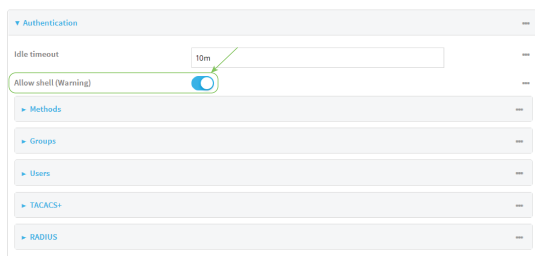 Authentication
Idle timeout
10m
Allow shell (Warning)
Methods
Groups
Users
TACACS+
RADIUS